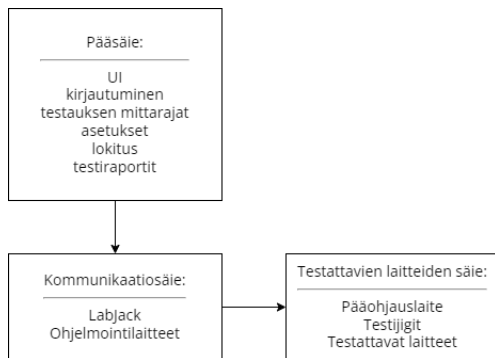 Pääsäie:
UI
kirjautuminen
testauksen mittarajat
asetukset
lokitus
testiraportit
Kommunikaatiosäie:
LabJack
Ohjelmointilaitteet
Testattavien laitteiden säie:
Pääohjauslaite
Testijigit
Testattavat laitteet